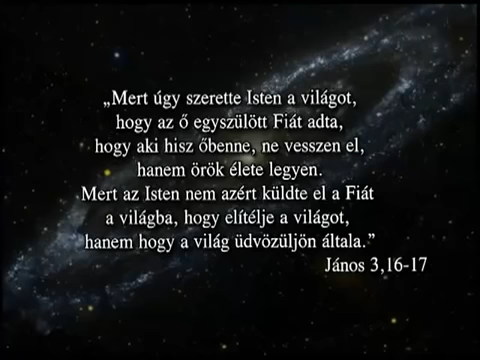 „Mert úgy szerette Isten a világot,
hogy az ő egyszülött Fiát adta,
hogy aki hisz őbenne, ne vesszen el,
hanem örök élete legyen.
Mert az Isten nem azért küldte el a Fiát
a világba, hogy elítélje a világot,
hanem hogy a világ üdvözüljön általa.”
János 3,16-17